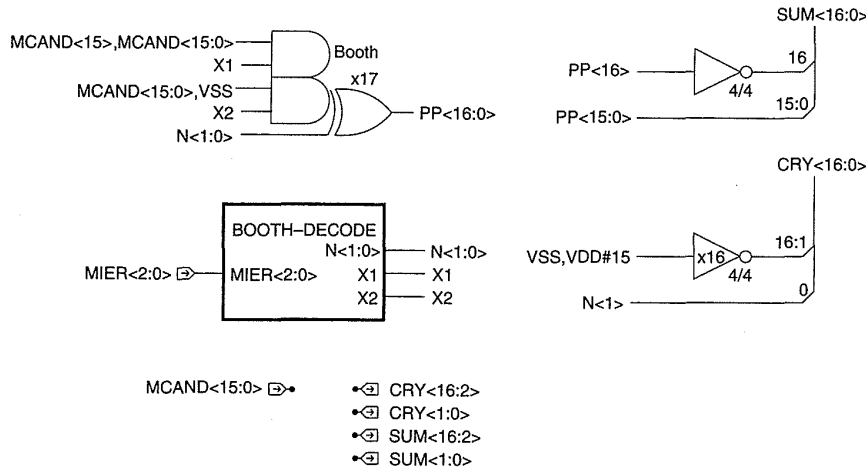 SUM<16:0>
MCAND<15>,MCAND<15:0>
Booth
X1
x17
16
PP<16>
4/4
MCAND<15:0>,VSS
X2
PP<16:0>
15:0
PP<15:0>
N<1:0>
CRY<16:0>
BOOTH–DECODE
N<1:0>
N<1:0>
MIER<2:0>
MIER<2:0>
X1
X1
X2
X2
VSS,VDD#15
x16
16:1
4/4
0
N<1>
MCAND<15:0>
CRY<16:2>
CRY<1:0>
SUM<16:2>
SUM<1:0>